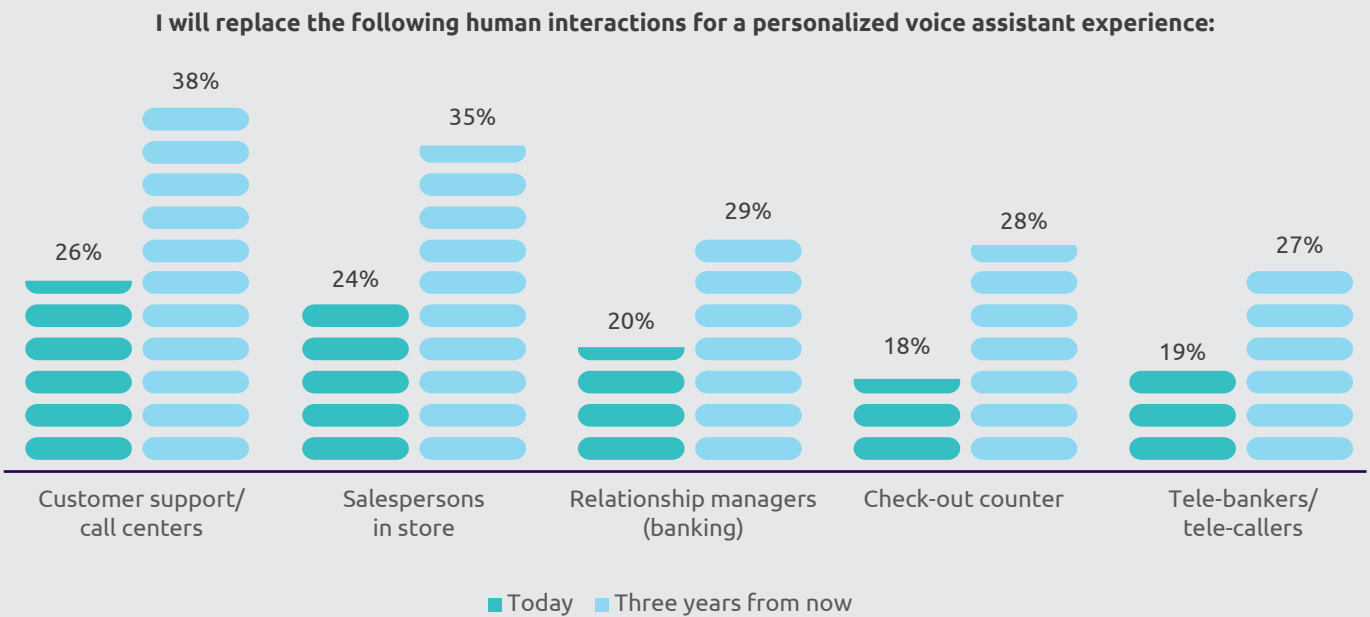 I will replace the following human interactions for a personalized voice assistant experience:
38%
35%
26%
24%
29%
20%
28%
18%
27%
19%
Customer support/
call centers
Salespersons
in store
Relationship managers
(banking)
Check-out counter
Tele-bankers/
tele-callers
Today Three years from now